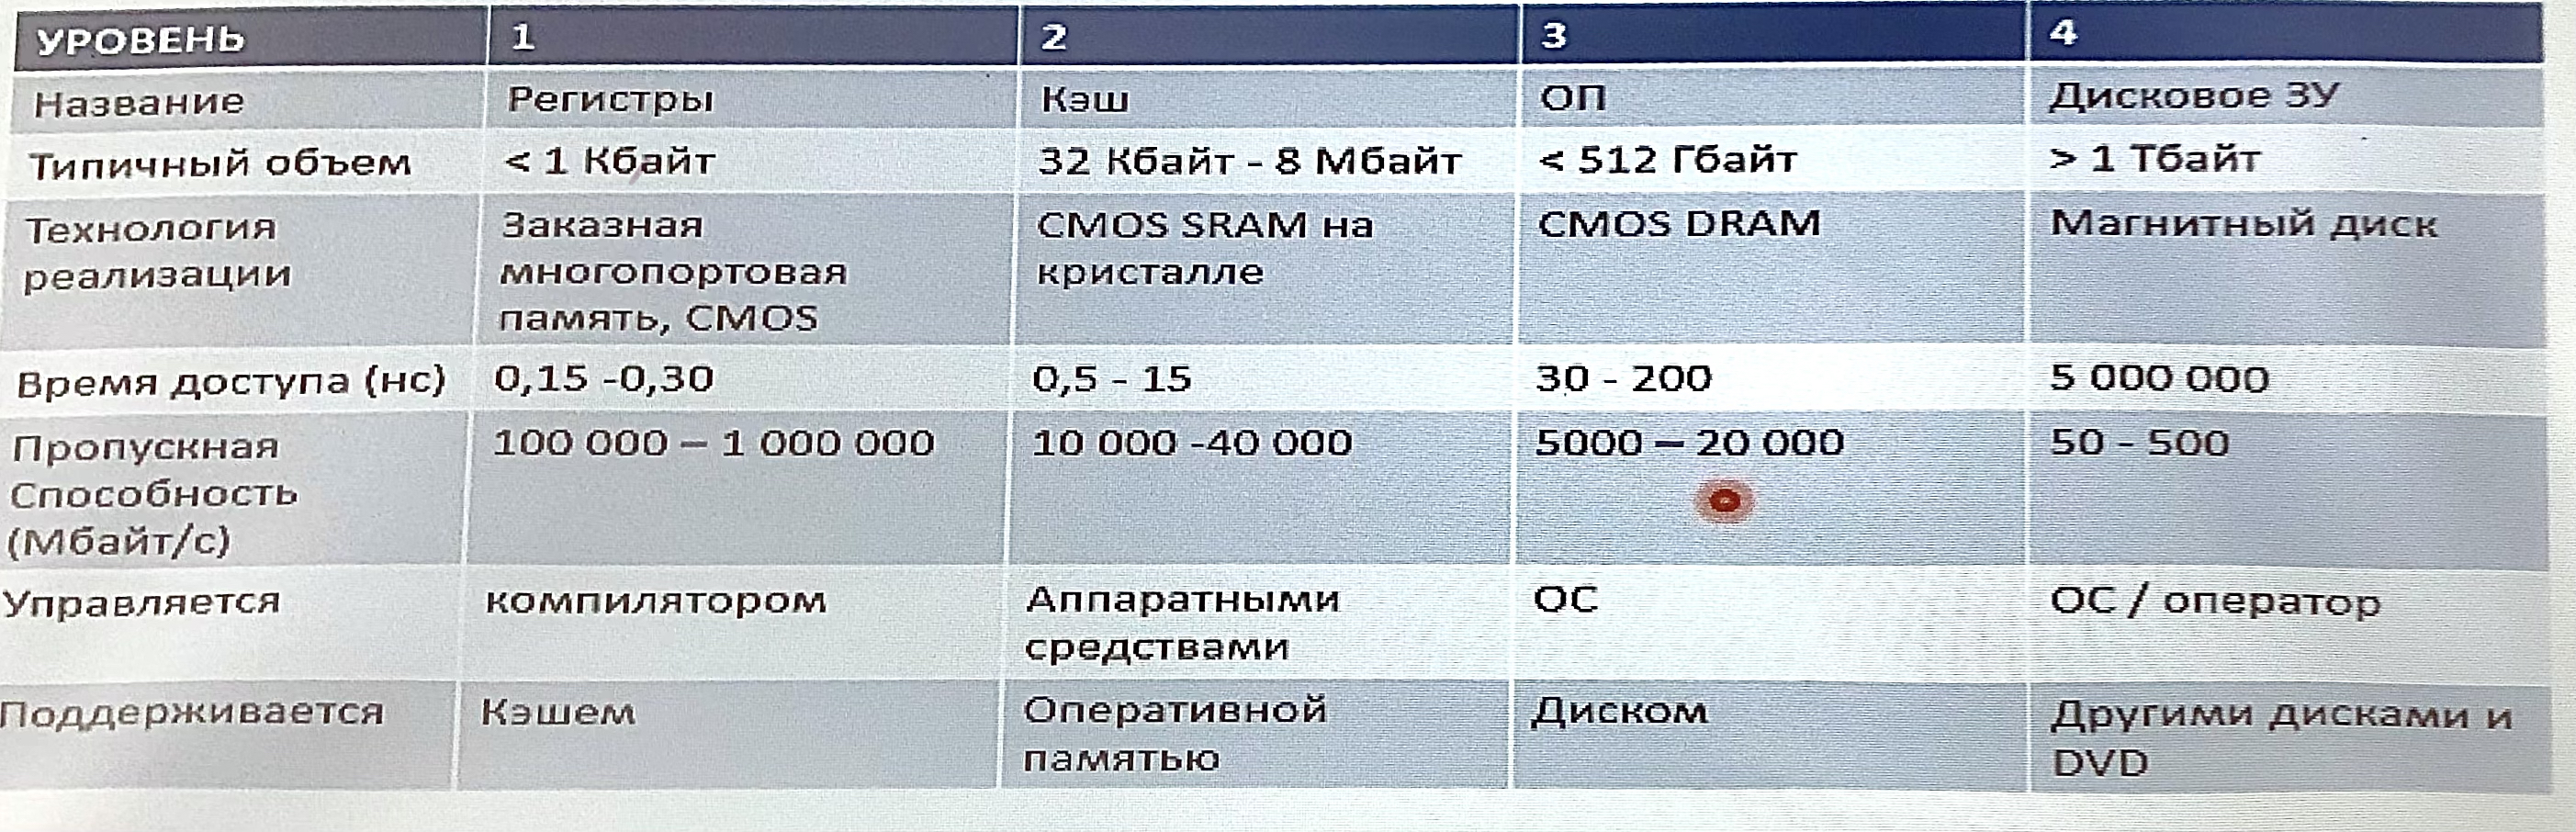 УРОВЕНЬ 1 2 3 4
Название Регистры Кэш ОП Дисковое ЗУ
Типичный объем < 1 Кбайт 32 Кбайт - 8 Мбайт < 512 Гбайт > 1 Тбайт
Технология Заказная CMOS SRAM на CMOS DRAM Магнитный диск
реализации многопортовая кристалле
память, CMOS
Время доступа (нс) 0,15 -0,30 0,5 - 15 30 - 200 5 000 000
Пропускная 100 000 – 1 000 000 10 000 -40 000 5000 – 20 000 50 - 500
Способность
(Мбайт/с)
Управляется компилятором Аппаратными ОС ОС / оператор
средствами
Поддерживается Кэшем Оперативной Диском Другими дисками и
памятью DVD